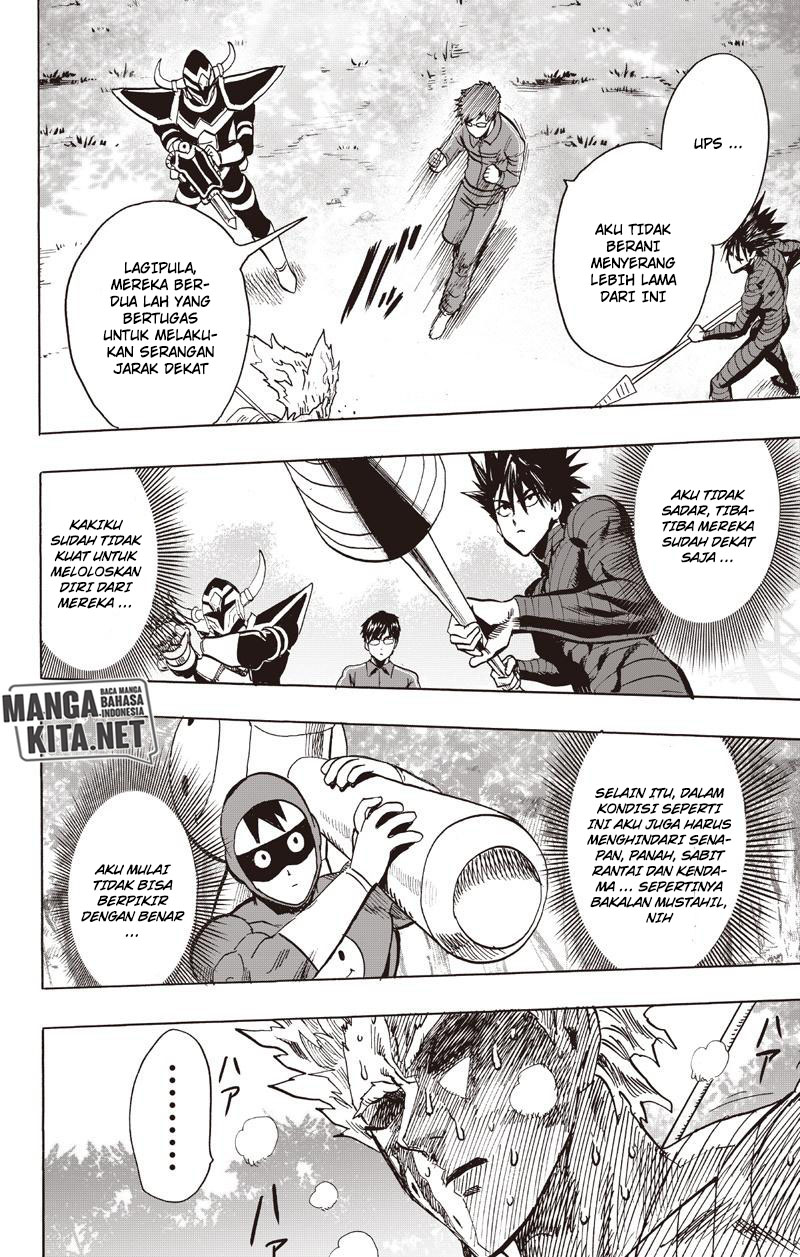 UPS ...
AKU TIDAK
BERANI
MENYERANG
LEBIH LAMA
DARI INI
LAGIPULA,
MEREKA BER-
DUA LAH YANG
BERTUGAS
UNTUK MELAKU-
KAN SERANGAN
JARAK DEKAT
AKU TIDAK
SADAR, TIBA-
TIBA MEREKA
SUDAH DEKAT
SAJA ...
KAKIKU
SUDAH TIDAK
KUAT UNTUK
MELOLOSKAN
DIRI DARI
MEREKA ...
MANGA
BACA MANGA
BAHASA
INDONESIA
KITA.NET
SELAIN ITU, DALAM
KONDISI SEPERTI
INI AKU JUGA HARUS
MENGHINDARI SENA-
PAN, PANAH, SABIT
RANTAI DAN KENDA-
MA ... SEPERTINYA
BAKALAN MUSTAHIL,
NIH
AKU MULAI
TIDAK BISA
BERPIKIR
DENGAN BENAR
...
ハァ
ハァ
ハァ
.........